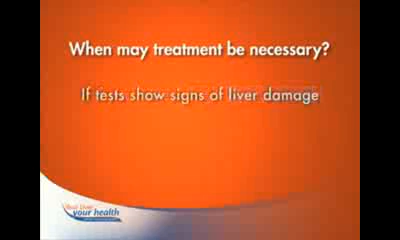 When may treatment be necessary?
If tests show signs of liver damage
your health